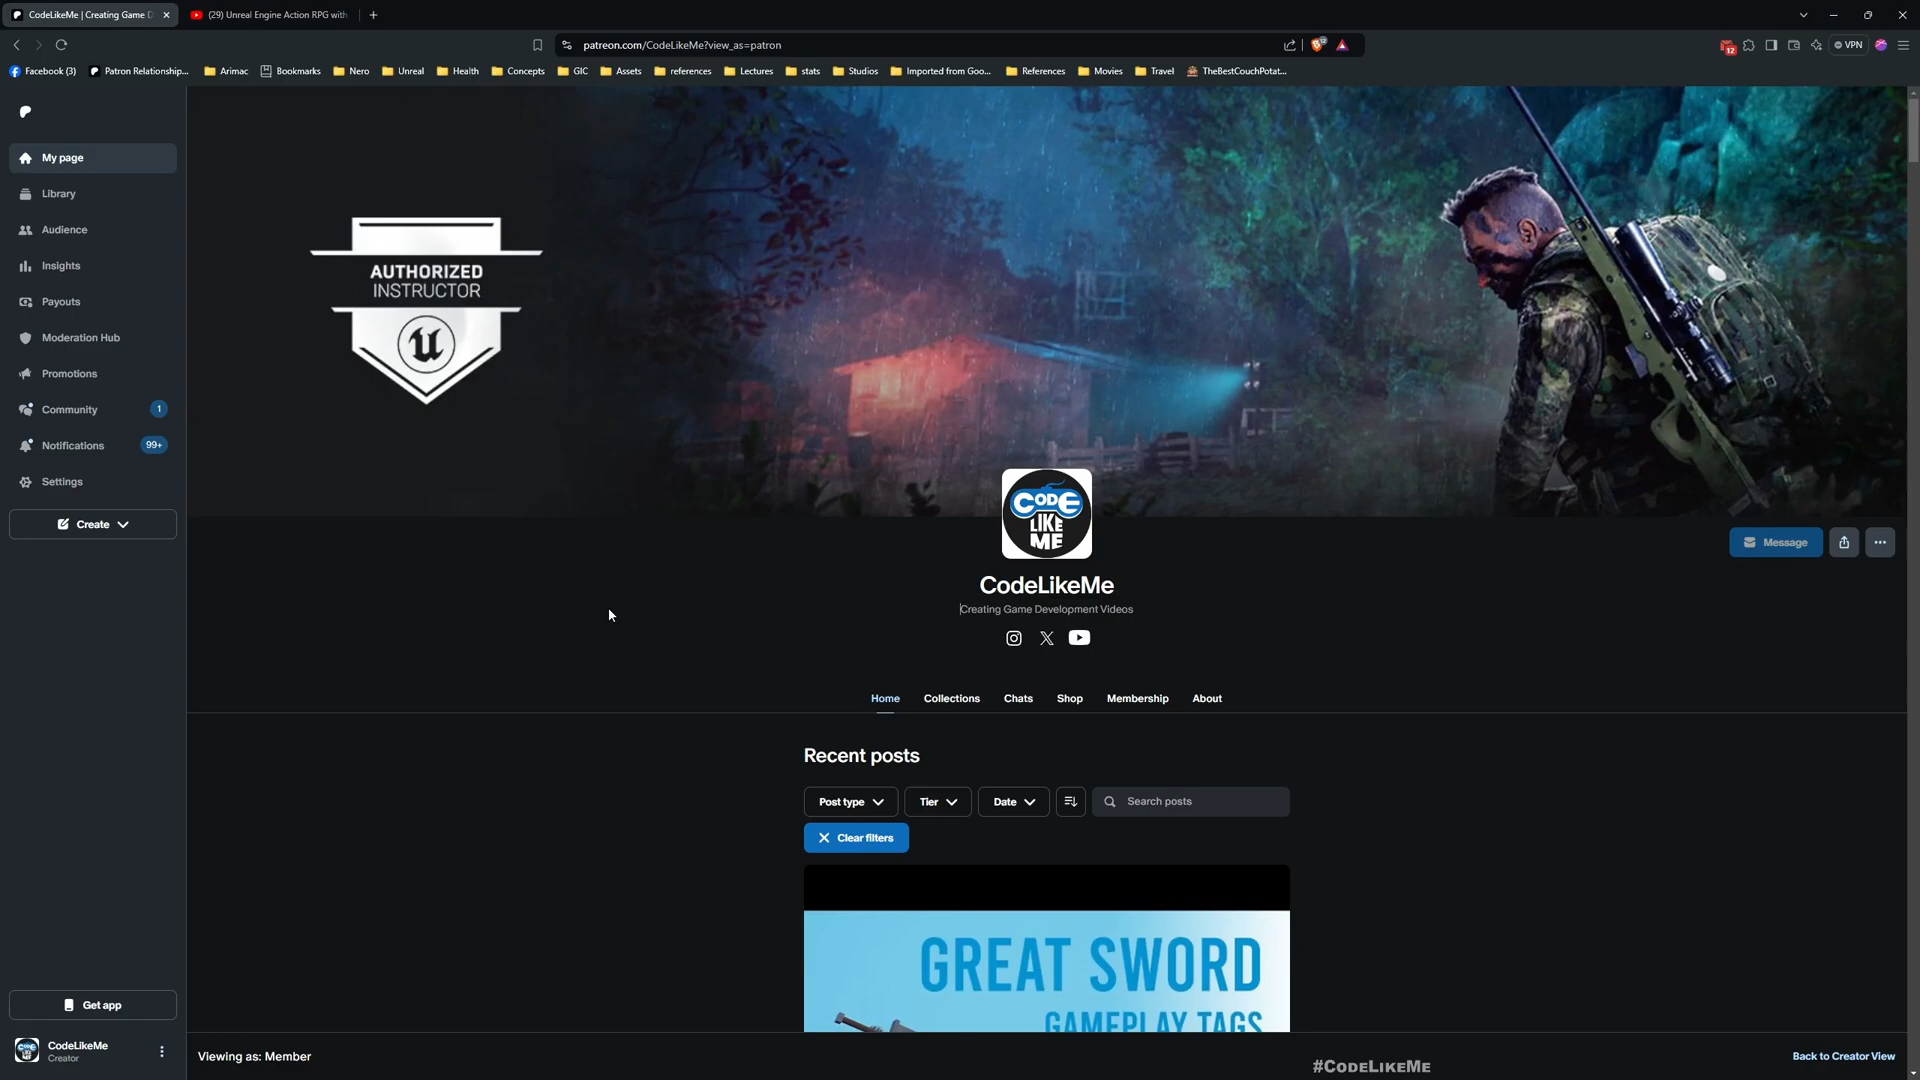 CodeLikeMe | Creating Game D
(29) Unreal Engine Action RPG with
patreon.com/CodeLikeMe?view_as=patron
12
12
VPN
Facebook (3)
Patron Relationship...
Arimac
Bookmarks
Nero
Unreal
Health
Concepts
GIC
Assets
references
Lectures
stats
Studios
Imported from Goo...
References
Movies
Travel
TheBestCouchPotat...
My page
Library
Audience
Insights
Payouts
Moderation Hub
Promotions
Community 1
Notifications 99+
Settings
Create
Get app
CodeLikeMe
Creator
AUTHORIZED
INSTRUCTOR
CODE
LIKE
ME
Message
CodeLikeMe
Creating Game Development Videos
Home
Collections
Chats
Shop
Membership
About
Recent posts
Post type
Tier
Date
Search posts
Clear filters
GREAT SWORD
GAMEPLAY TAGS
Viewing as: Member
#CodeLikeMe
Back to Creator View